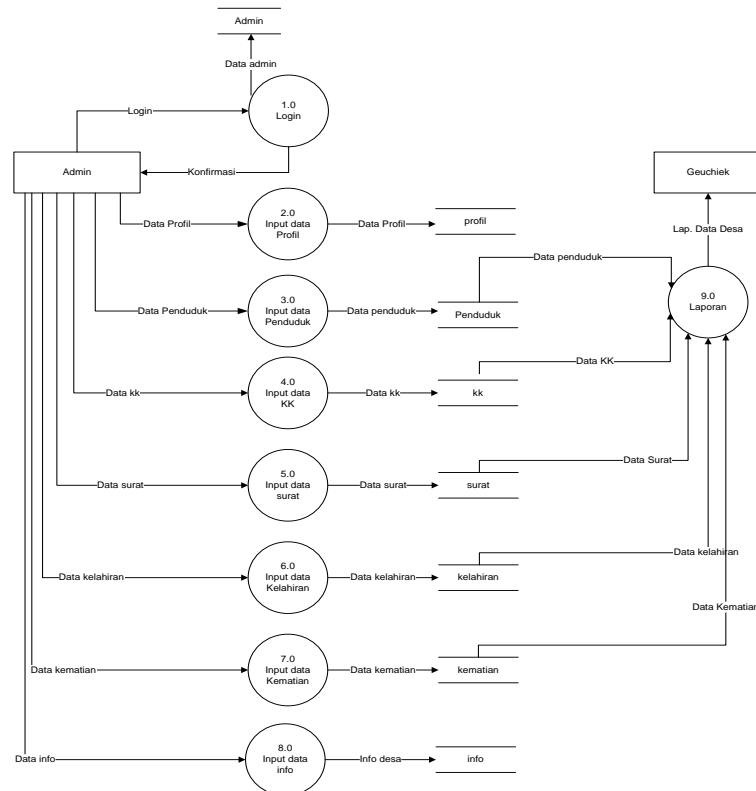 Admin
Data admin
1.0
Login
Login
Admin
Konfirmasi
Geuchiek
Data Profil
2.0
Input data
Profil
Data Profil
profil
Lap. Data Desa
Data penduduk
Data Penduduk
3.0
Input data
Penduduk
Data penduduk
Penduduk
9.0
Laporan
Data KK
Data kk
4.0
Input data
KK
Data kk
kk
Data Surat
Data surat
5.0
Input data
surat
Data surat
surat
Data kelahiran
Data kelahiran
6.0
Input data
Kelahiran
Data kelahiran
kelahiran
Data Kematian
Data kematian
7.0
Input data
Kematian
Data kematian
kematian
Data info
8.0
Input data
info
Info desa
info